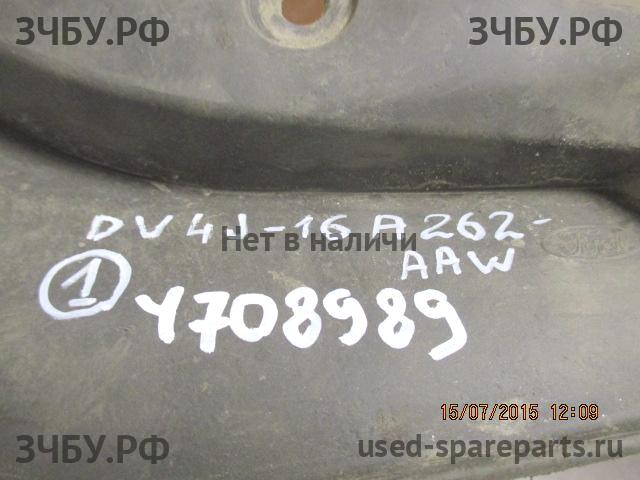 ЗЧБУ.РФ ЗЧБУ.РФ
DV4J-16A262-
Нет в наличи
AAW
1 Y708989
15/07/2015 12:09
ЗЧБУ.РФ used-spareparts.ru